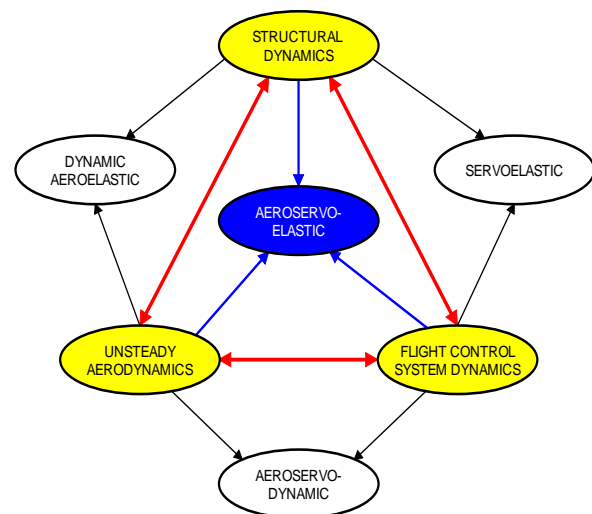 STRUCTURAL
DYNAMICS
DYNAMIC
AEROELASTIC
SERVOELASTIC
AEROSERVO-
ELASTIC
UNSTEADY
AERODYNAMICS
FLIGHT CONTROL
SYSTEM DYNAMICS
AEROSERVO-
DYNAMIC